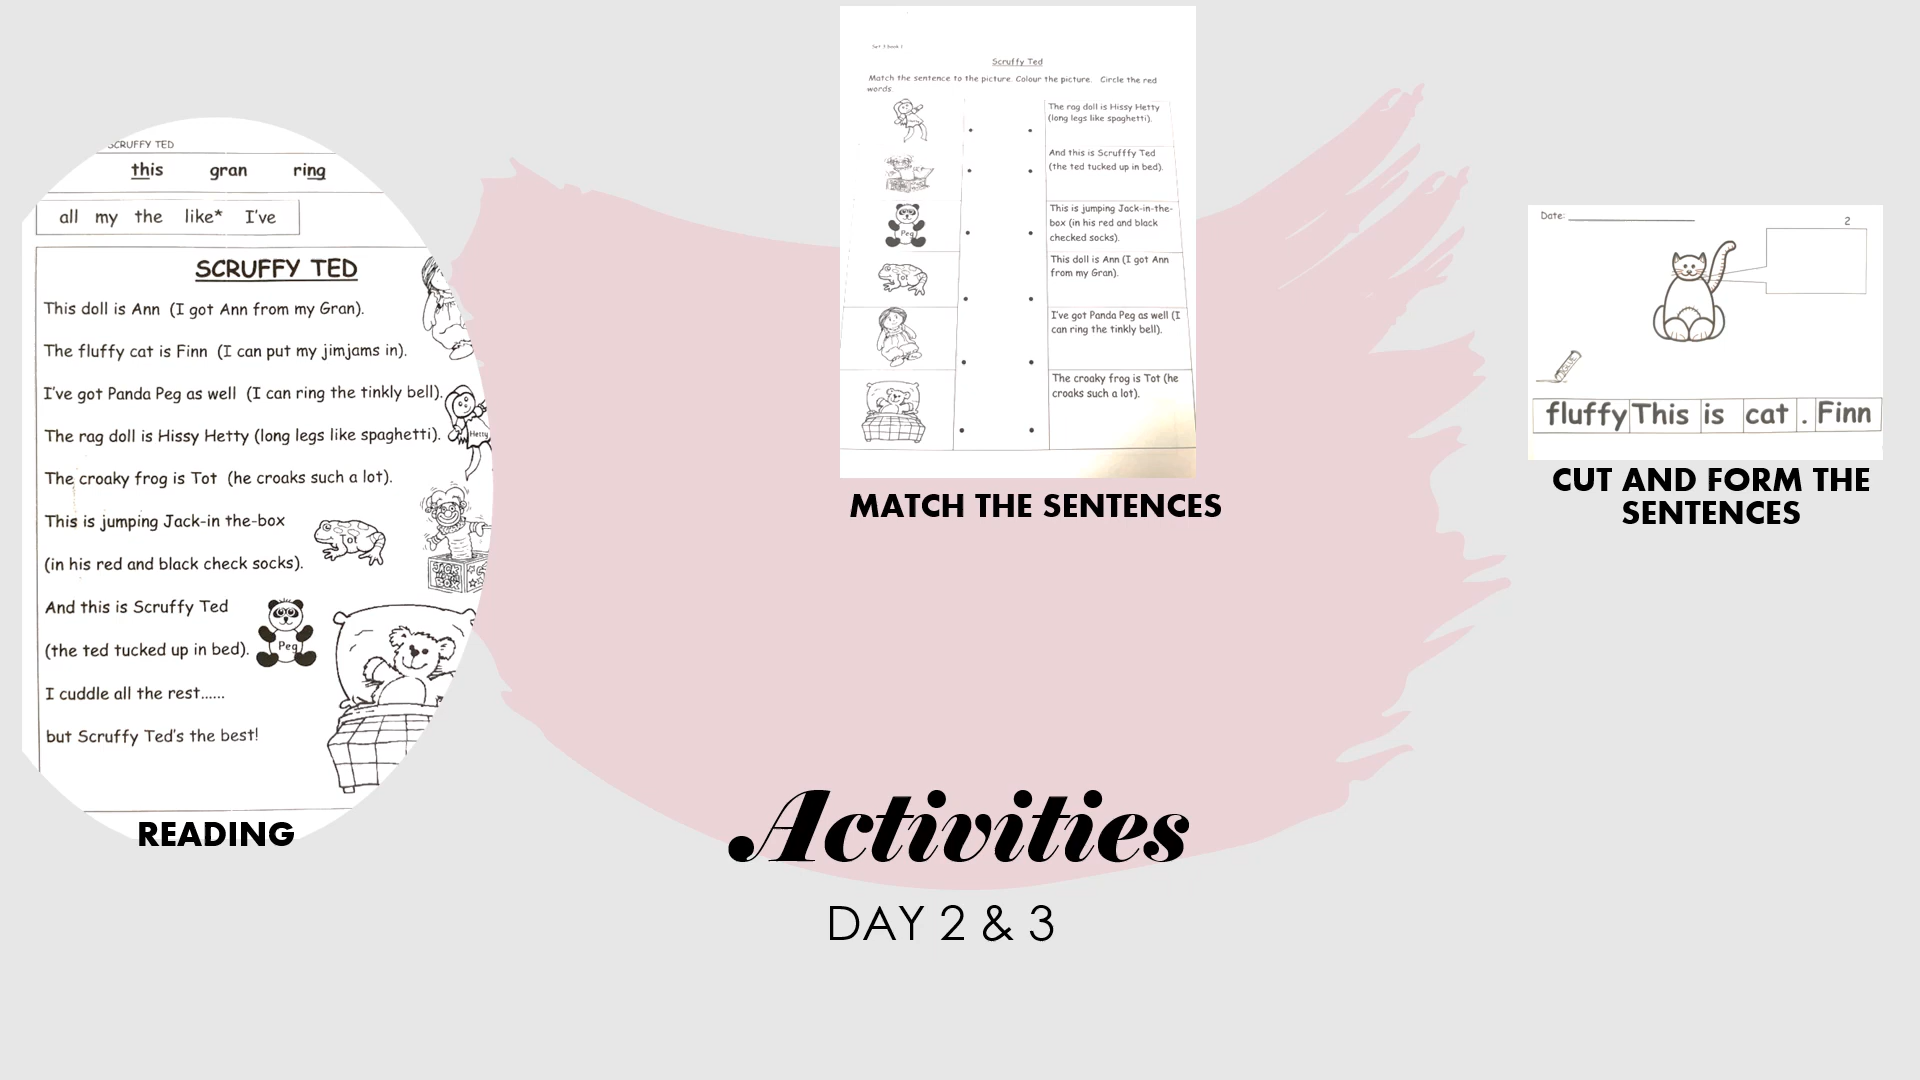 SCRUFFY TED
this gran ring
all my the like* I've
SCRUFFY TED
This doll is Ann (I got Ann from my Gran).
The fluffy cat is Finn (I can put my jimjams in).
I've got Panda Peg as well (I can ring the tinkly bell).
The rag doll is Hissy Hetty (long legs like spaghetti).
Hetty
The croaky frog is Tot (he croaks such a lot).
This is jumping Jack-in the-box
Tot
(in his red and black check socks).
JACK
BOX
And this is Scruffy Ted
(the ted tucked up in bed).
Peg
I cuddle all the rest......
but Scruffy Ted's the best!
READING
Set 3 book 1
Scruffy Ted
Match the sentence to the picture. Colour the picture. Circle the red
words
The rag doll is Hissy Hetty
(long legs like spaghetti).
And this is Scrufffy Ted
(the ted tucked up in bed).
This is jumping Jack-in-the-
box (in his red and black
checked socks).
Peg
This doll is Ann (I got Ann
from my Gran).
Tot
I've got Panda Peg as well (I
can ring the tinkly bell).
The croaky frog is Tot (he
croaks such a lot).
MATCH THE SENTENCES
Date:
2
fluffy This is cat . Finn
CUT AND FORM THE
SENTENCES
Activities
DAY 2 & 3